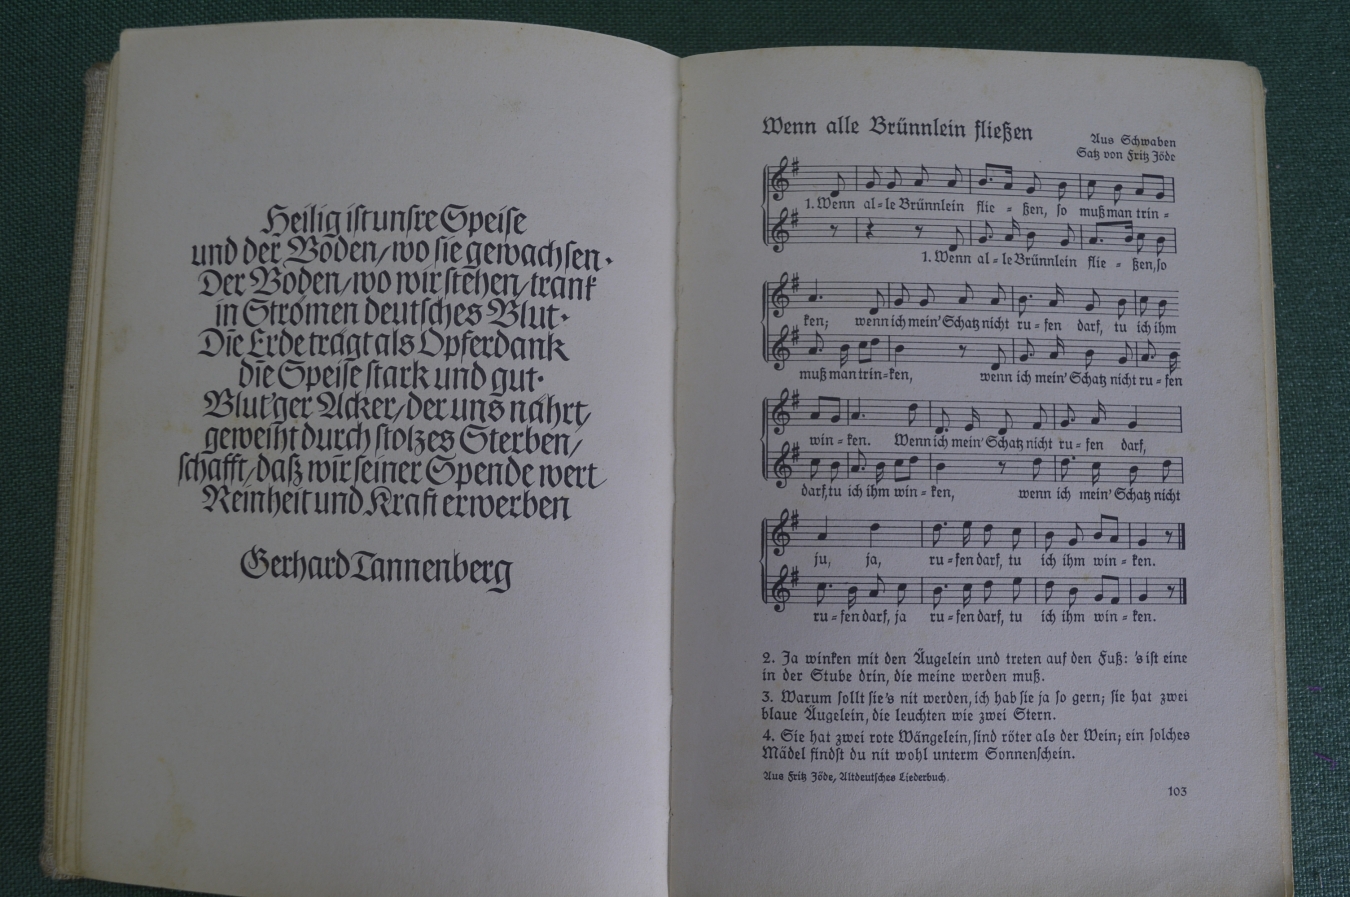 Heilig ist unsre Speise
und der Boden, wo sie gewachsen.
Der Boden, wo wir stehen, trank
in Strömen deutsches Blut.
Die Erde trägt als Opferdank
die Speise stark und gut.
Blut'ger Acker, der uns nährt,
geweiht durch stolzes Sterben,
schafft, daß wir seiner Spende wert
Reinheit und Kraft erwerben
Gerhard Tannenberg
Wenn alle Brünnlein fließen
Aus Schwaben
Satz von Fritz Jöde
1. Wenn al=le Brünnlein flie = ßen, so muß man trin =
1. Wenn al=le Brünnlein flie = ßen, so
ken; wenn ich mein' Schatz nicht ru=fen darf, tu ich ihm
muß man trin=ken, wenn ich mein' Schatz nicht ru=fen
win=ken. Wenn ich mein' Schatz nicht ru=fen darf,
darf, tu ich ihm win=ken, wenn ich mein' Schatz nicht
ju, ja, ru=fen darf, tu ich ihm win=ken.
ru=fen darf, ja ru=fen darf, tu ich ihm win=ken.
2. Ja winken mit den Äugelein und treten auf den Fuß: 's ist eine
in der Stube drin, die meine werden muß.
3. Warum sollt sie's nit werden, ich hab sie ja so gern; sie hat zwei
blaue Äugelein, die leuchten wie zwei Stern.
4. Sie hat zwei rote Wängelein, sind röter als der Wein; ein solches
Mädel findst du nit wohl unterm Sonnenschein.
Aus Fritz Jöde, Altdeutsches Liederbuch.
103